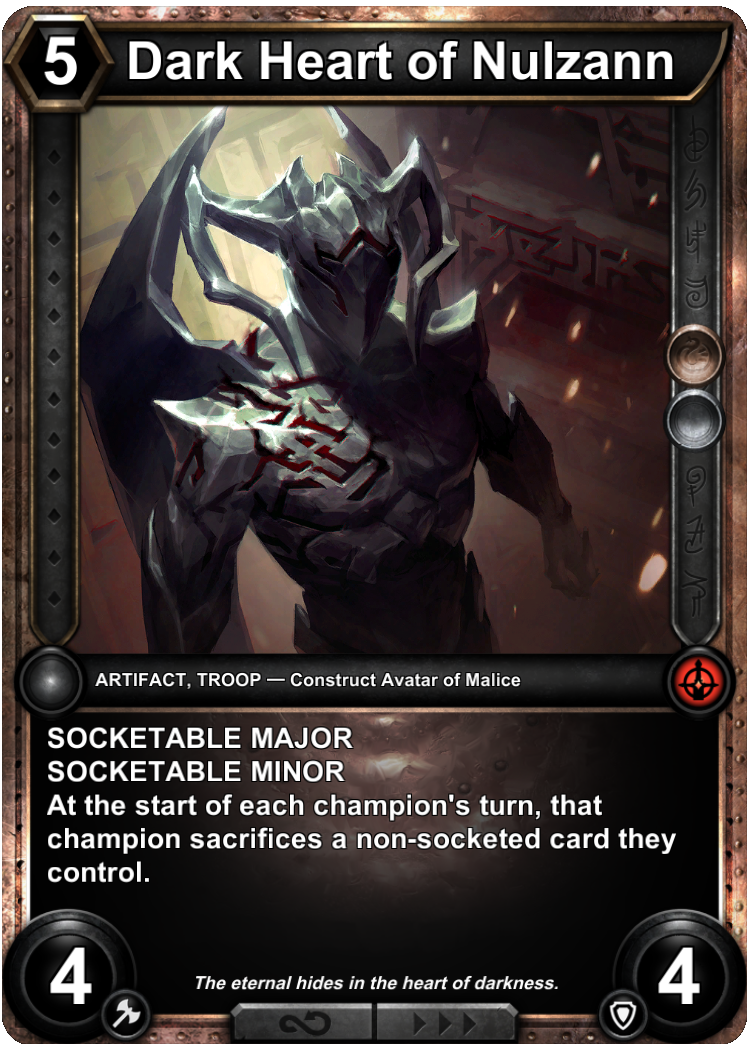 5 Dark Heart of Nulzann
ARTIFACT, TROOP — Construct Avatar of Malice
SOCKETABLE MAJOR
SOCKETABLE MINOR
At the start of each champion's turn, that
champion sacrifices a non-socketed card they
control.
The eternal hides in the heart of darkness.
4 4